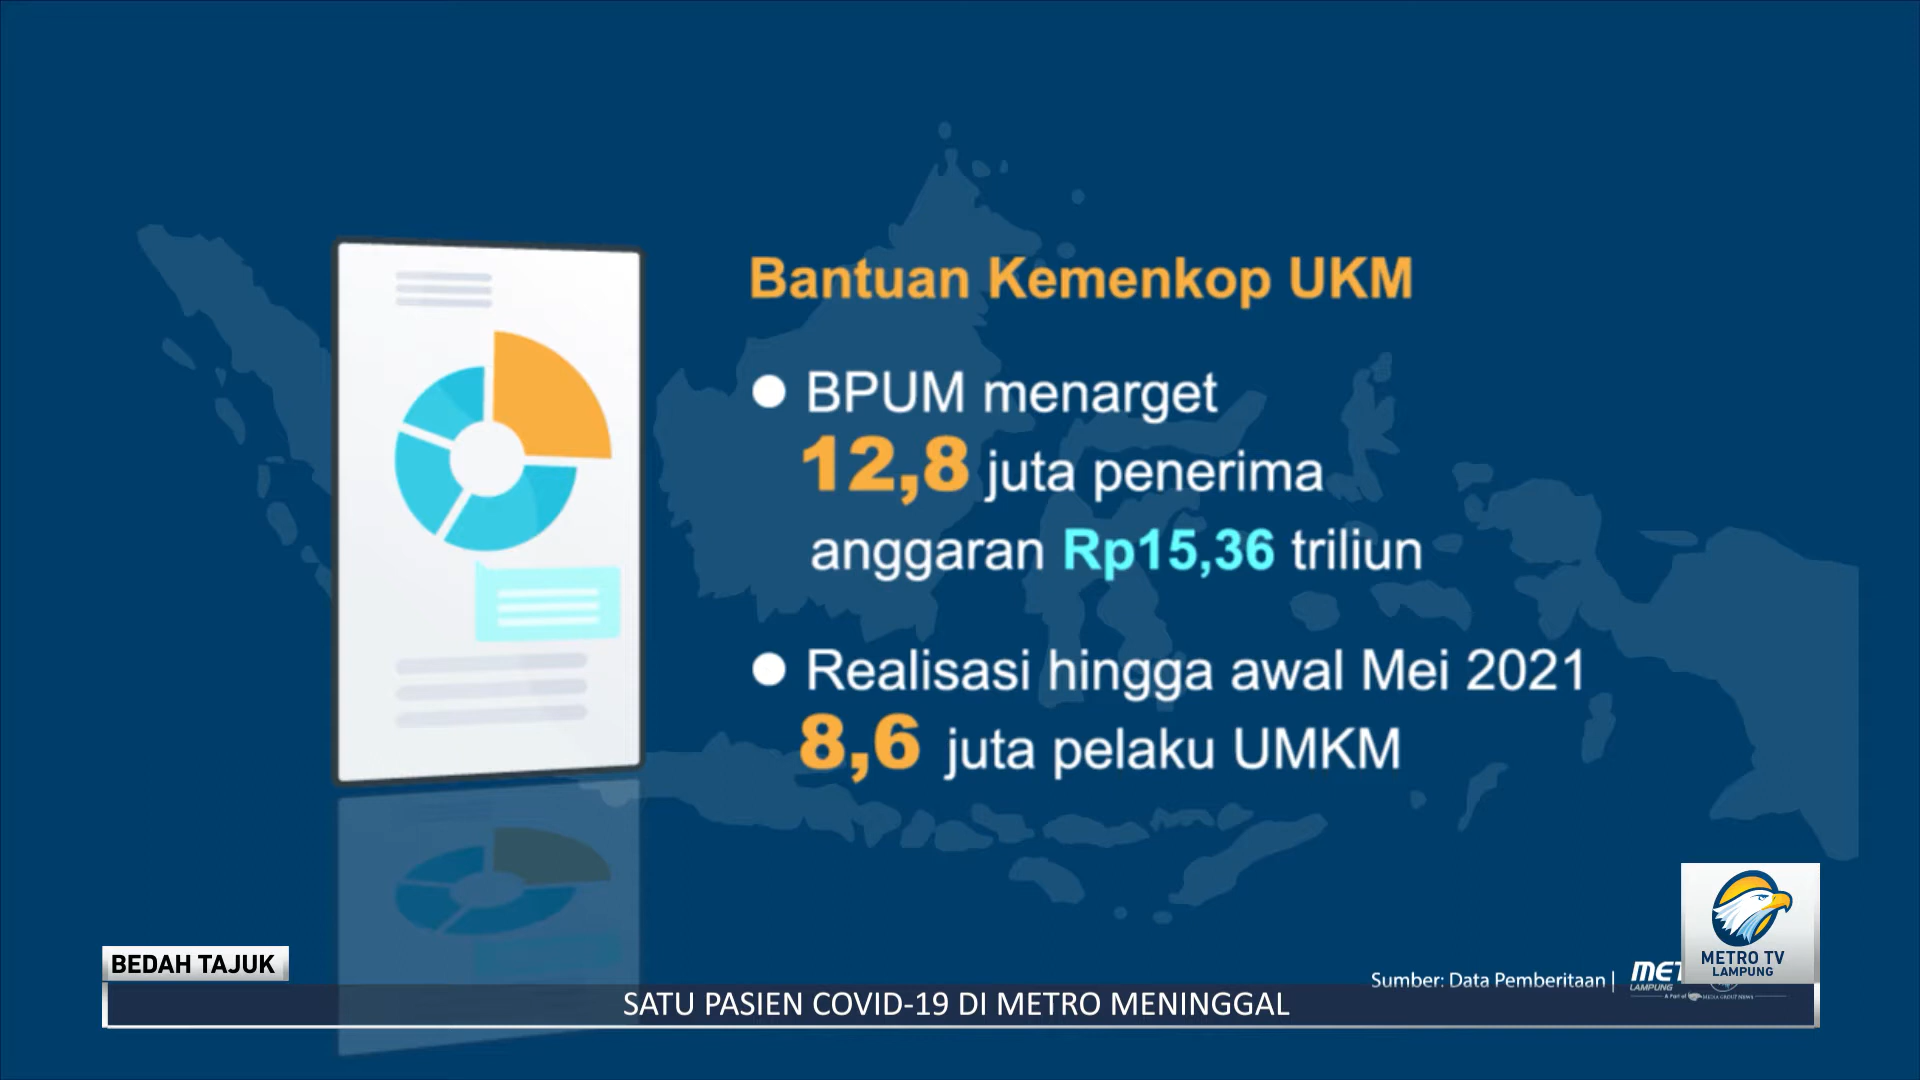 Bantuan Kemenkop UKM
● BPUM menarget
12,8 juta penerima
anggaran Rp15,36 triliun
● Realisasi hingga awal Mei 2021
8,6 juta pelaku UMKM
METRO TV
LAMPUNG
BEDAH TAJUK
Sumber: Data Pemberitaan |
LAMPUNG
SATU PASIEN COVID-19 DI METRO MENINGGAL